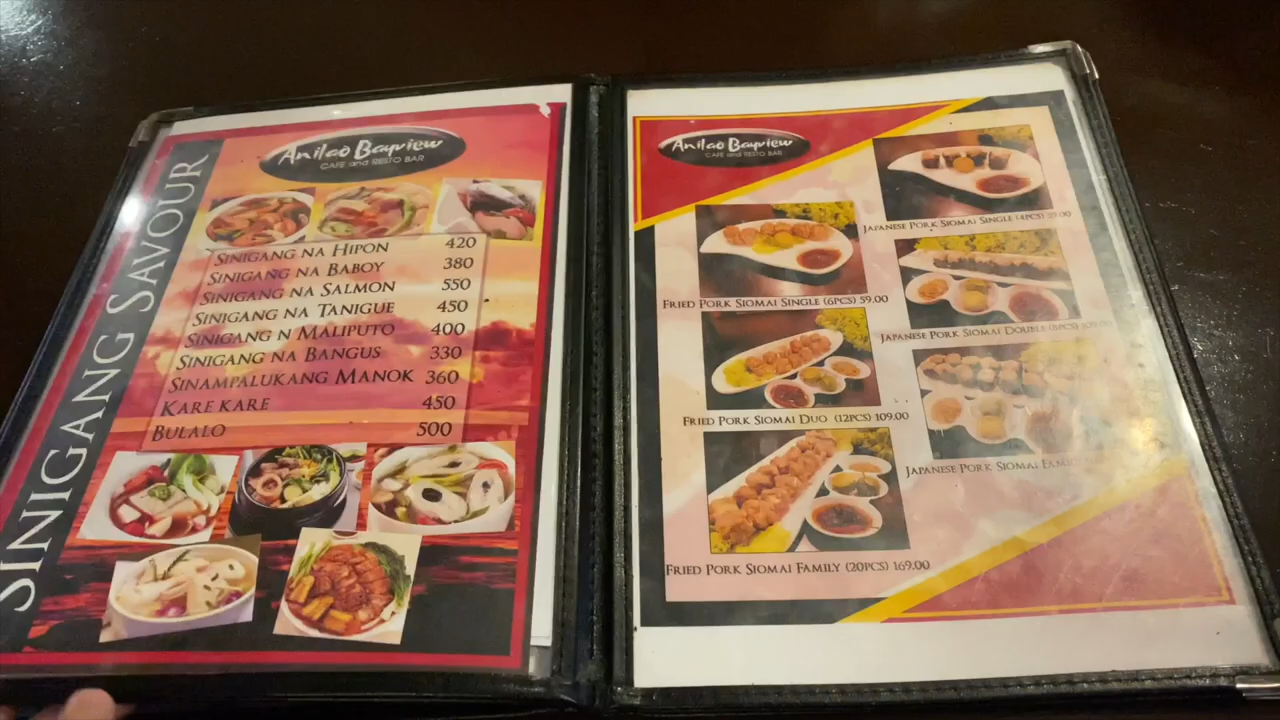 SINIGANG SAVOUR
Anilao Bayview
CAFE and RESTO BAR
SINIGANG NA HIPON 420
SINIGANG NA BABOY 380
SINIGANG NA SALMON 550
SINIGANG NA TANIGUE 450
SINIGANG N MALIPUTO 400
SINIGANG NA BANGUS 330
SINAMPALUKANG MANOK 360
KARE KARE 450
BULALO 500
Anilao Bayview
CAFE and RESTO BAR
FRIED PORK SIOMAI SINGLE (6PCS) 59.00
FRIED PORK SIOMAI DUO (12PCS) 109.00
FRIED PORK SIOMAI FAMILY (20PCS) 169.00
JAPANESE PORK SIOMAI SINGLE (4PCS)
JAPANESE PORK SIOMAI DOUBLE (8PCS)
JAPANESE PORK SIOMAI